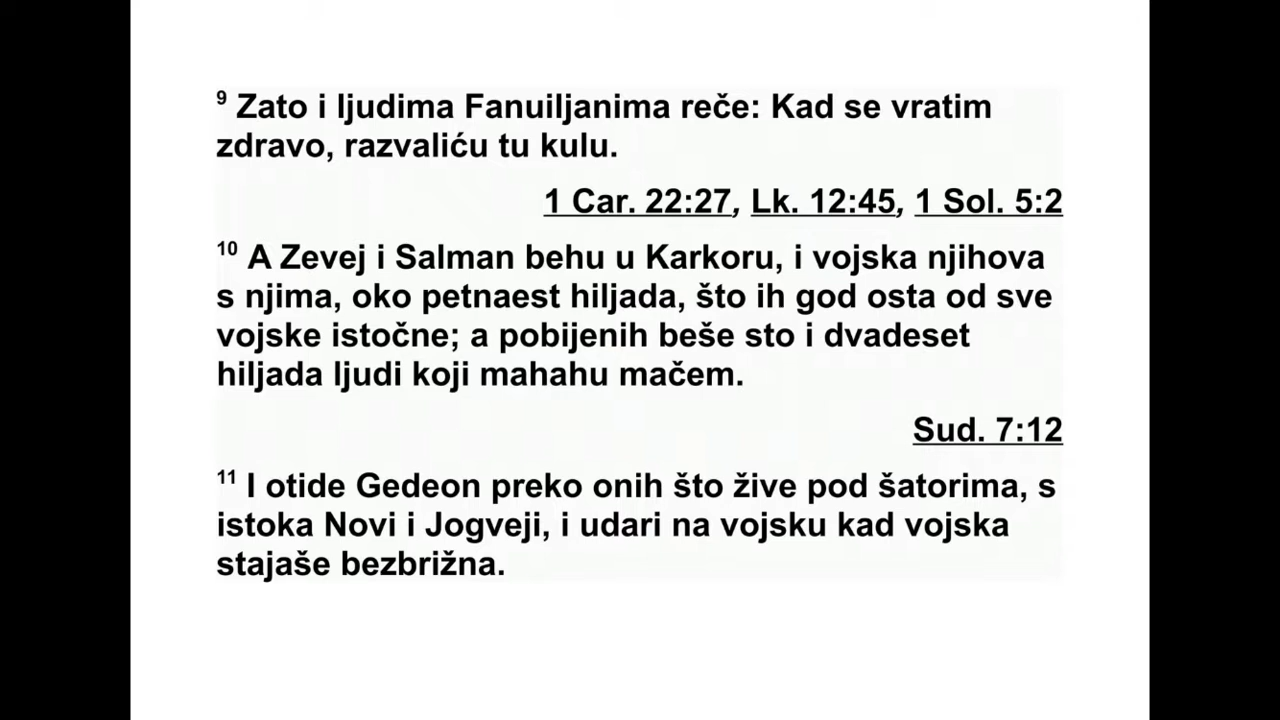 9 Zato i ljudima Fanuiljanima reče: Kad se vratim
zdravo, razvaliću tu kulu.
1 Car. 22:27, Lk. 12:45, 1 Sol. 5:2
10 A Zevej i Salman behu u Karkoru, i vojska njihova
s njima, oko petnaest hiljada, što ih god osta od sve
vojske istočne; a pobijenih beše sto i dvadeset
hiljada ljudi koji mahahu mačem.
Sud. 7:12
11 I otide Gedeon preko onih što žive pod šatorima, s
istoka Novi i Jogveji, i udari na vojsku kad vojska
stajaše bezbrižna.